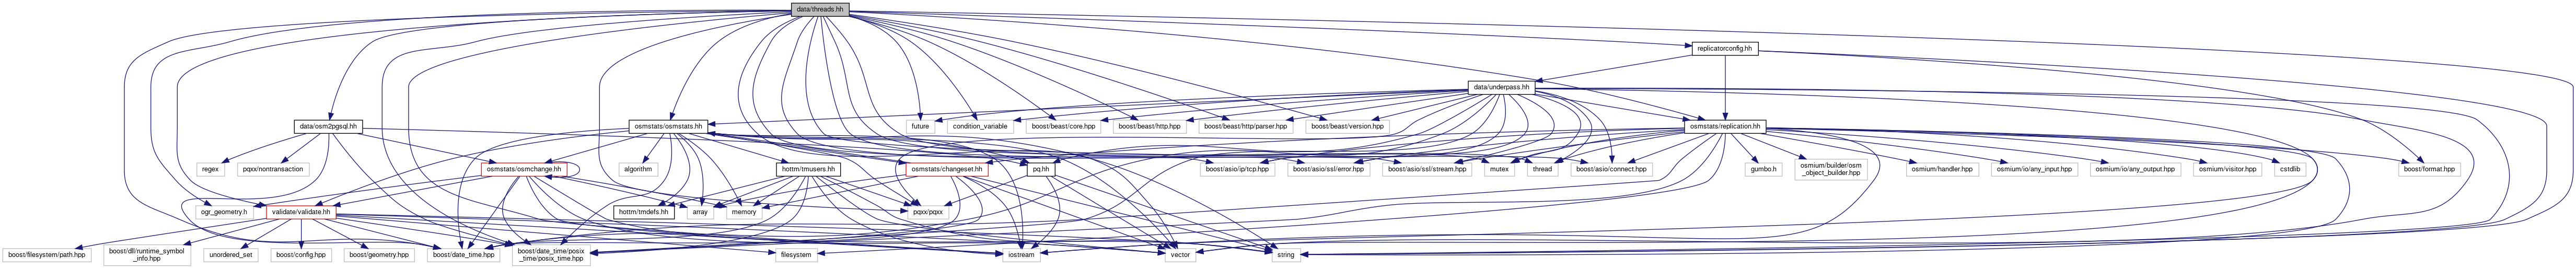 data/threads.hh
replicatorconfig.hh
data/underpass.hh
data/osm2pgsql.hh
osmstats/osmstats.hh
future
condition_variable
boost/beast/core.hpp
boost/beast/http.hpp
boost/beast/http/parser.hpp
boost/beast/version.hpp
osmstats/replication.hh
regex
pqxx/nontransaction
osmstats/osmchange.hh
algorithm
hottm/tmusers.hh
osmstats/changeset.hh
pq.hh
boost/asio/ip/tcp.hpp
boost/asio/ssl/error.hpp
boost/asio/ssl/stream.hpp
mutex
thread
boost/asio/connect.hpp
gumbo.h
osmium/builder/osm
_object_builder.hpp
osmium/handler.hpp
osmium/io/any_input.hpp
osmium/io/any_output.hpp
osmium/visitor.hpp
cstdlib
boost/format.hpp
ogr_geometry.h
validate/validate.hh
hottm/tmdefs.hh
array
memory
pqxx/pqxx
boost/filesystem/path.hpp
boost/dll/runtime_symbol
_info.hpp
unordered_set
boost/config.hpp
boost/geometry.hpp
boost/date_time.hpp
boost/date_time/posix
_time/posix_time.hpp
filesystem
iostream
vector
string